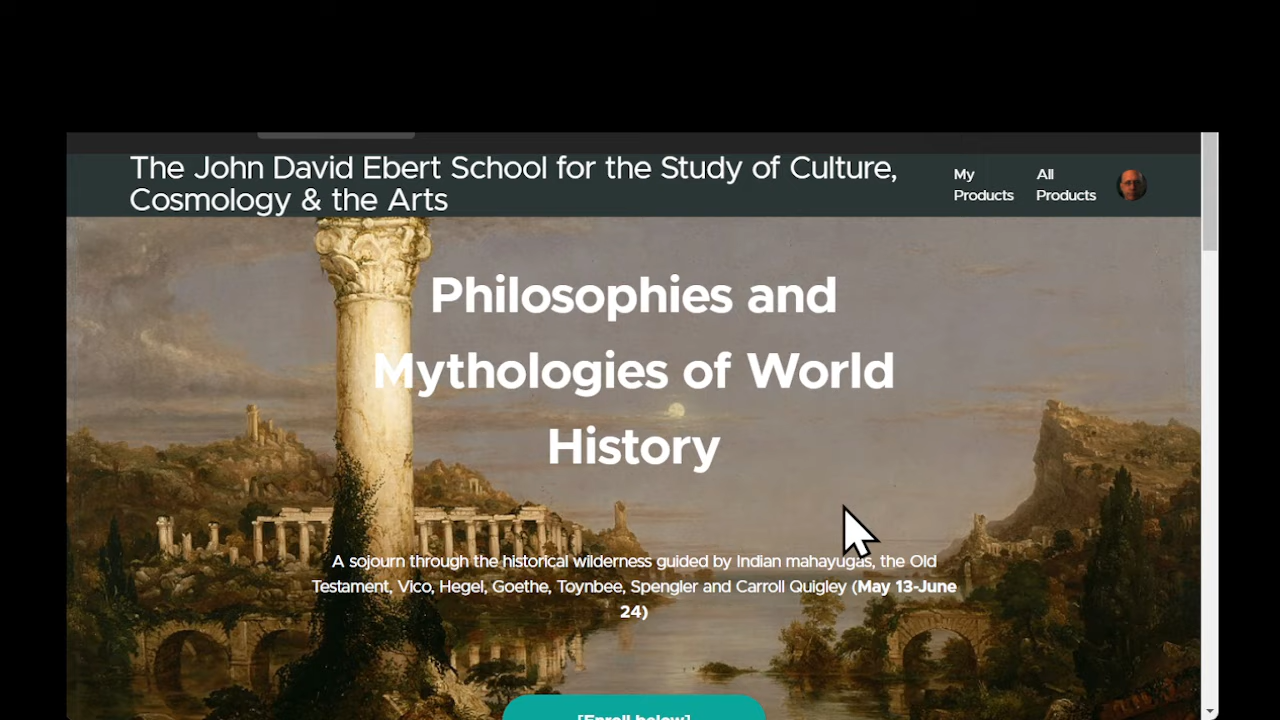 The John David Ebert School for the Study of Culture,
Cosmology & the Arts
My
Products
All
Products
Philosophies and
Mythologies of World
History
A sojourn through the historical wilderness guided by Indian mahayugas, the Old
Testament, Vico, Hegel, Goethe, Toynbee, Spengler and Carroll Quigley (May 13-June
24)
[Enroll below]